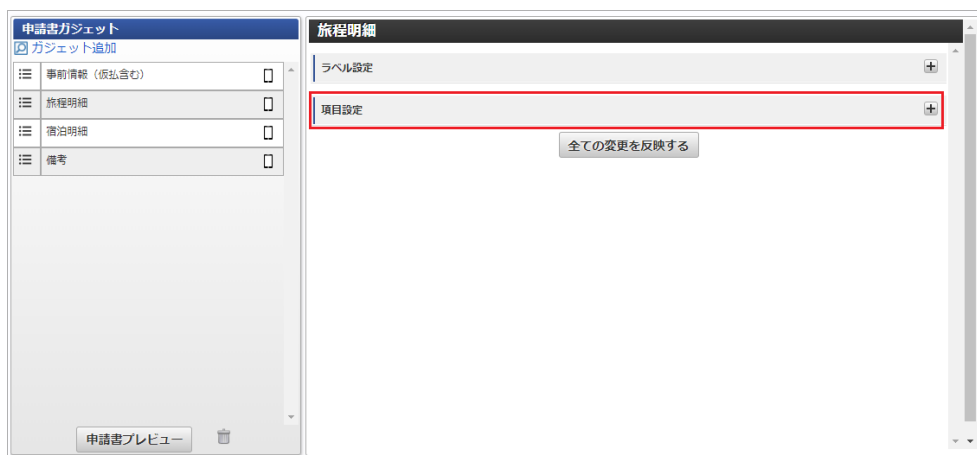 申請書ガジェット
ガジェット追加
事前情報（仮払含む）
旅程明細
宿泊明細
備考
申請書プレビュー
旅程明細
ラベル設定
項目設定
全ての変更を反映する